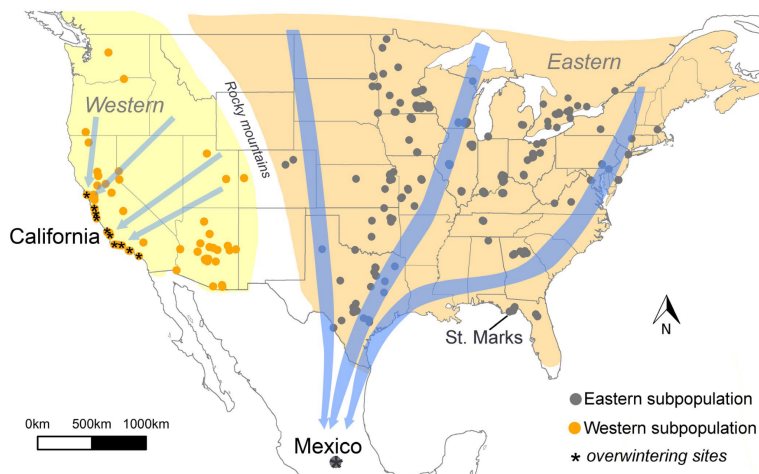 Western
Rocky mountains
Eastern
California
St. Marks
N
Mexico
0km 500km 1000km
Eastern subpopulation
Western subpopulation
* overwintering sites